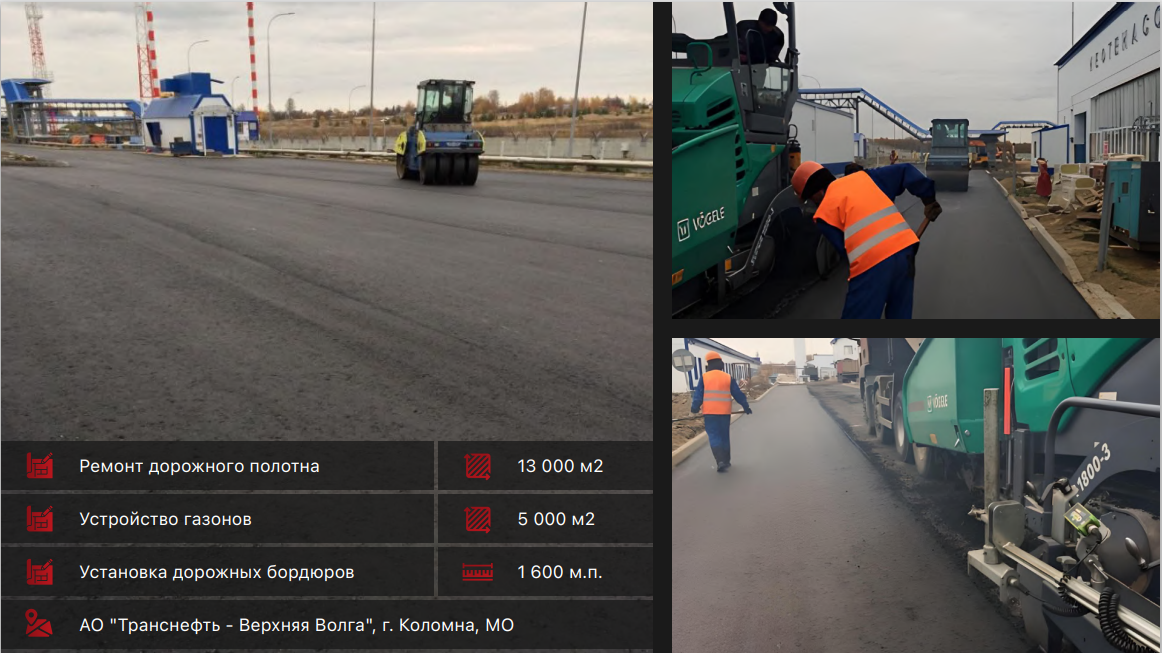 Ремонт дорожного полотна
13 000 м2
Устройство газонов
5 000 м2
Установка дорожных бордюров
1 600 м.п.
АО "Транснефть - Верхняя Волга", г. Коломна, МО
VÖGELE
VÖGELE
1800-3